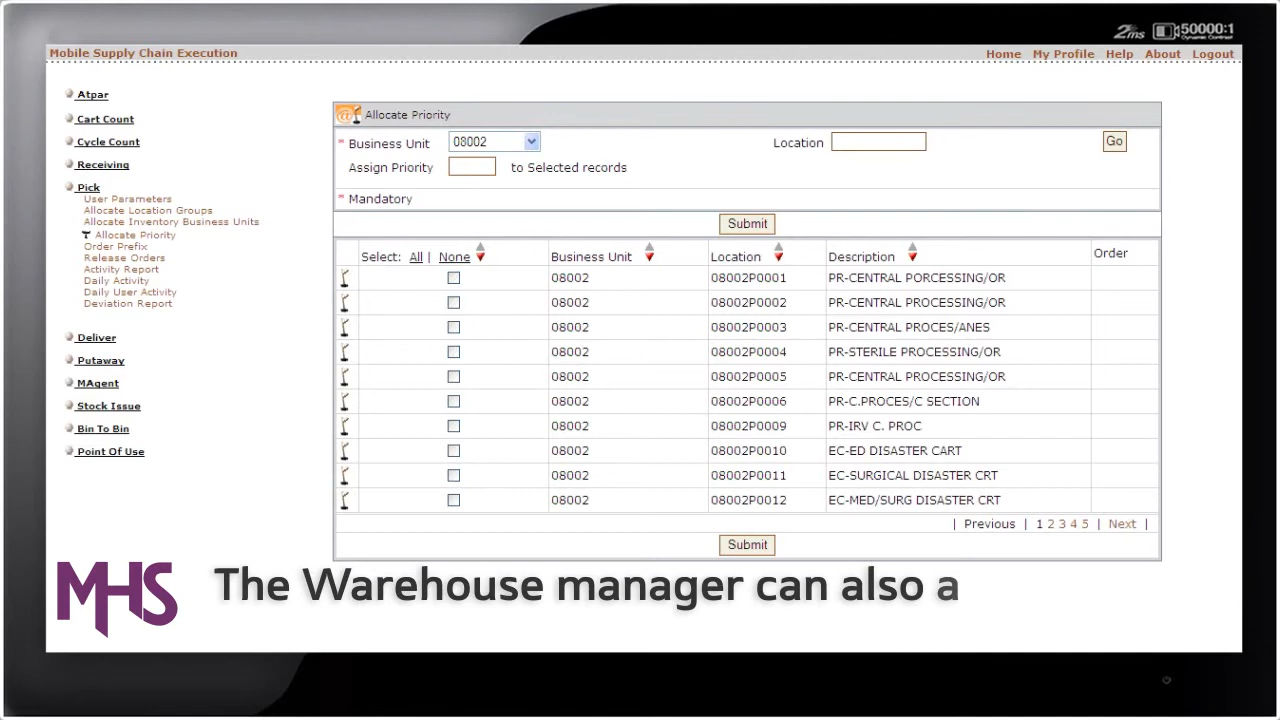 2ms 50000:1
Dynamic Contrast
Mobile Supply Chain Execution
Home My Profile Help About Logout
Atpar
Cart Count
Cycle Count
Receiving
Pick
User Parameters
Allocate Location Groups
Allocate Inventory Business Units
Allocate Priority
Order Prefix
Release Orders
Activity Report
Daily Activity
Daily User Activity
Deviation Report
Deliver
Putaway
MAgent
Stock Issue
Bin To Bin
Point Of Use
Allocate Priority
* Business Unit 08002 Location Go
Assign Priority to Selected records
* Mandatory
Submit
Select: All | None Business Unit Location Description Order
08002 08002P0001 PR-CENTRAL PORCESSING/OR
08002 08002P0002 PR-CENTRAL PROCESSING/OR
08002 08002P0003 PR-CENTRAL PROCES/ANES
08002 08002P0004 PR-STERILE PROCESSING/OR
08002 08002P0005 PR-CENTRAL PROCESSING/OR
08002 08002P0006 PR-C.PROCES/C SECTION
08002 08002P0009 PR-IRV C. PROC
08002 08002P0010 EC-ED DISASTER CART
08002 08002P0011 EC-SURGICAL DISASTER CRT
08002 08002P0012 EC-MED/SURG DISASTER CRT
| Previous | 1 2 3 4 5 | Next |
Submit
MHS
The Warehouse manager can also a